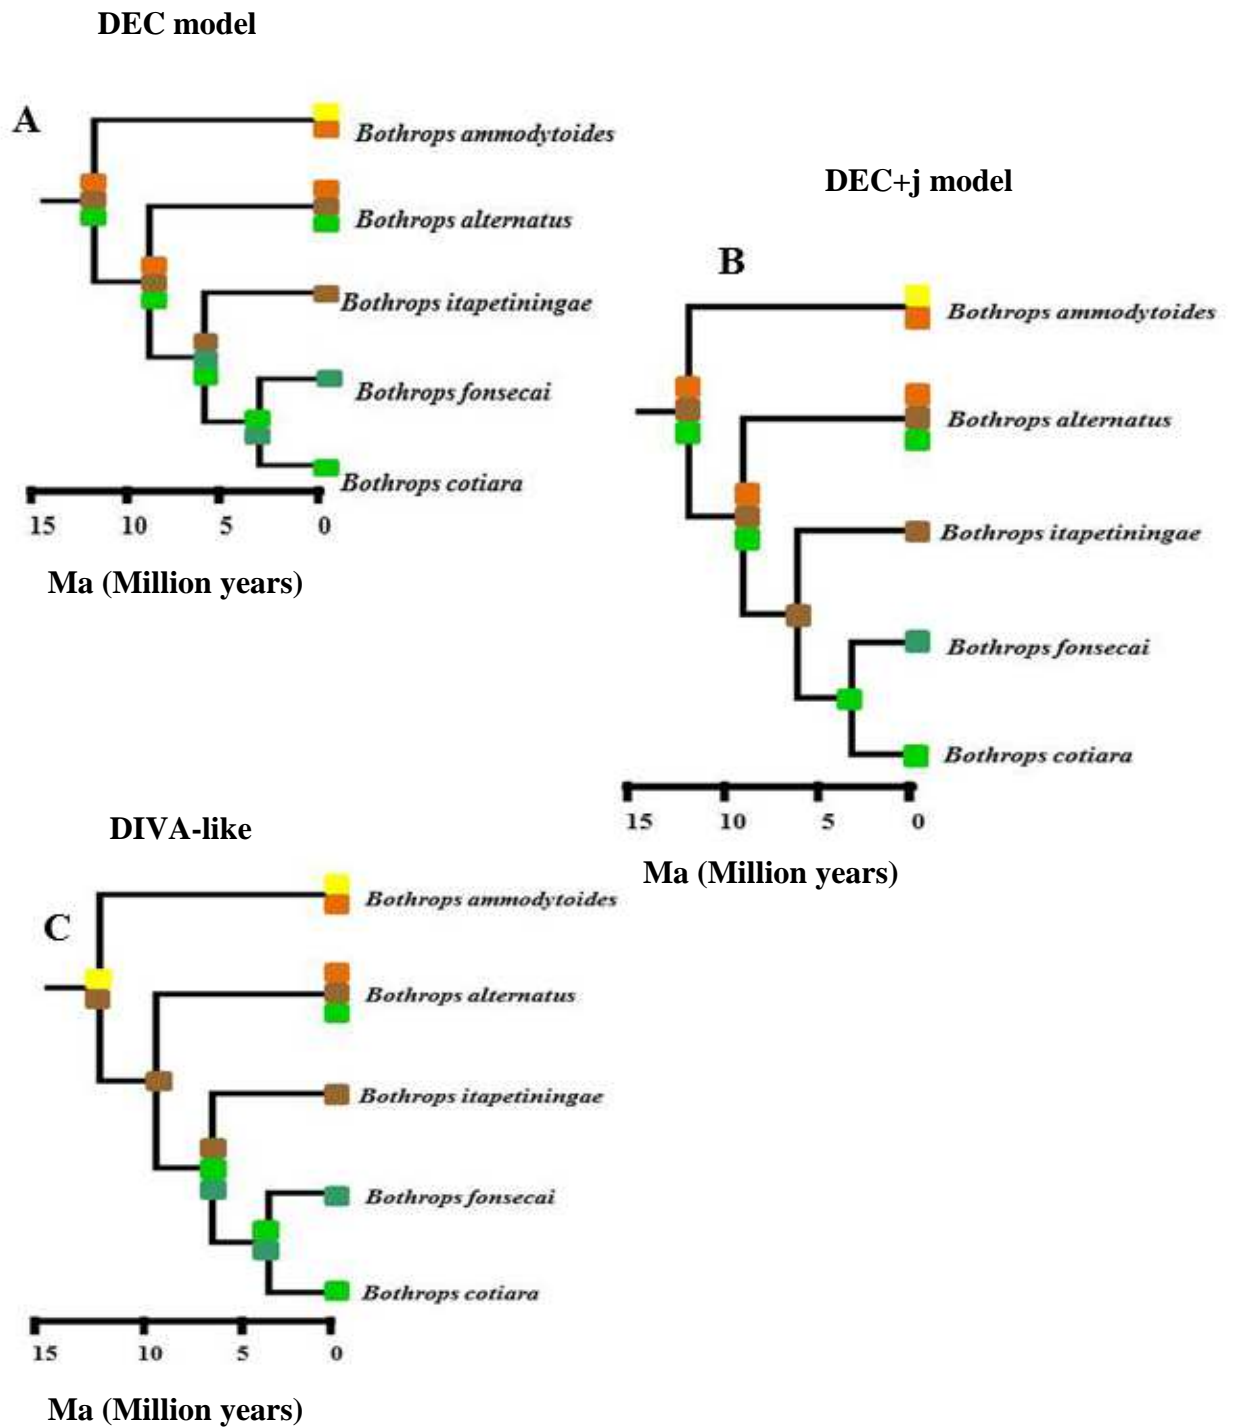 DEC model
A
Bothrops ammodytoides
Bothrops alternatus
Bothrops itapetiningae
Bothrops fonsecai
Bothrops cotiara
15 10 5 0
Ma (Million years)
DEC+j model
B
Bothrops ammodytoides
Bothrops alternatus
Bothrops itapetiningae
Bothrops fonsecai
Bothrops cotiara
15 10 5 0
Ma (Million years)
DIVA-like
C
Bothrops ammodytoides
Bothrops alternatus
Bothrops itapetiningae
Bothrops fonsecai
Bothrops cotiara
15 10 5 0
Ma (Million years)